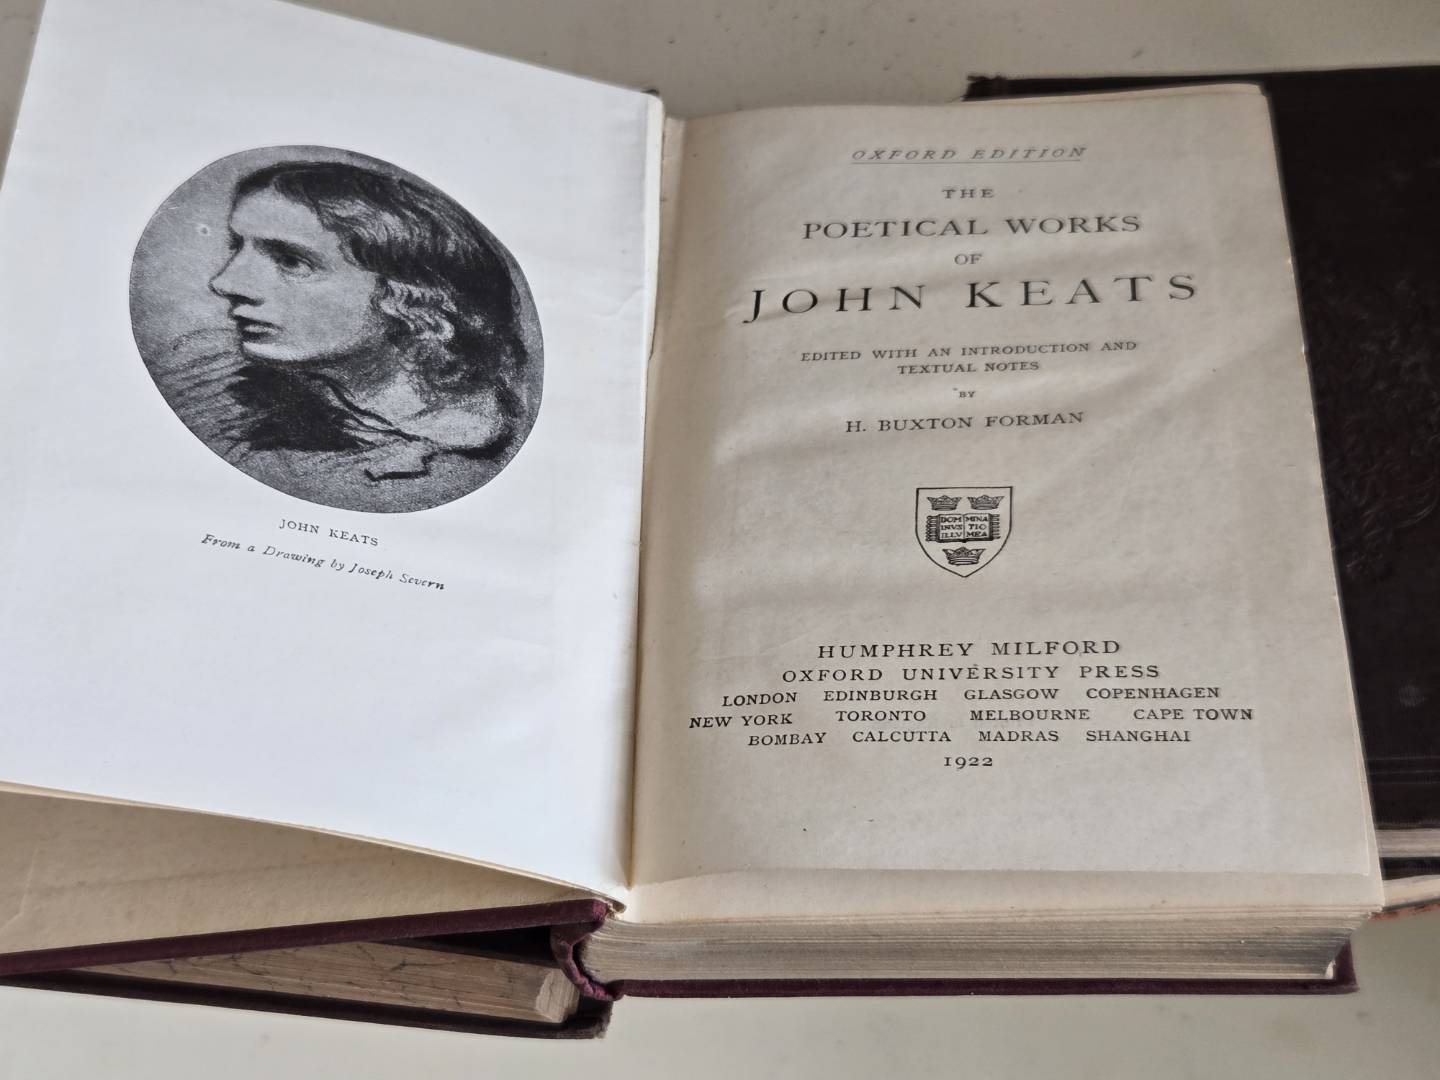 JOHN KEATS
From a Drawing by Joseph Severn
OXFORD EDITION
THE
POETICAL WORKS
OF
JOHN KEATS
EDITED WITH AN INTRODUCTION AND
TEXTUAL NOTES
BY
H. BUXTON FORMAN
DOM MINA
INVS TIO
ILLV MEA
HUMPHREY MILFORD
OXFORD UNIVERSITY PRESS
LONDON EDINBURGH GLASGOW COPENHAGEN
NEW YORK TORONTO MELBOURNE CAPE TOWN
BOMBAY CALCUTTA MADRAS SHANGHAI
1922